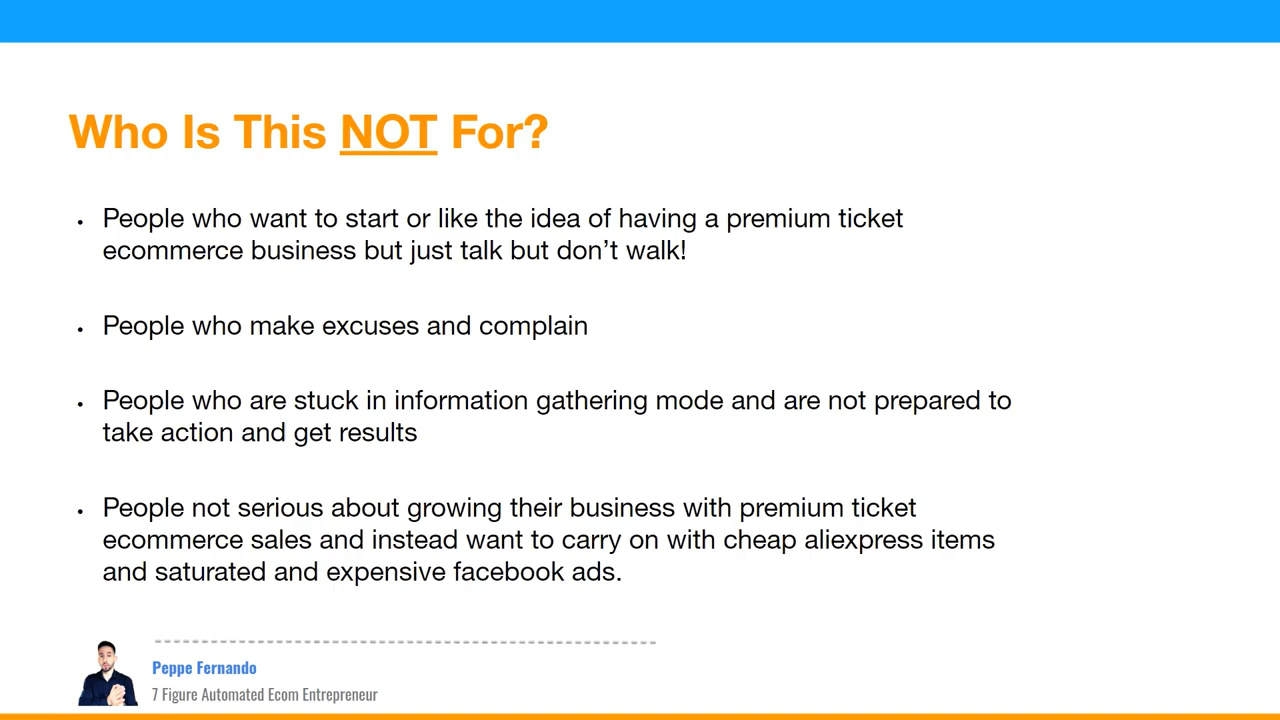 Who Is This NOT For?
• People who want to start or like the idea of having a premium ticket
ecommerce business but just talk but don’t walk!
• People who make excuses and complain
• People who are stuck in information gathering mode and are not prepared to
take action and get results
• People not serious about growing their business with premium ticket
ecommerce sales and instead want to carry on with cheap aliexpress items
and saturated and expensive facebook ads.
Peppe Fernando
7 Figure Automated Ecom Entrepreneur